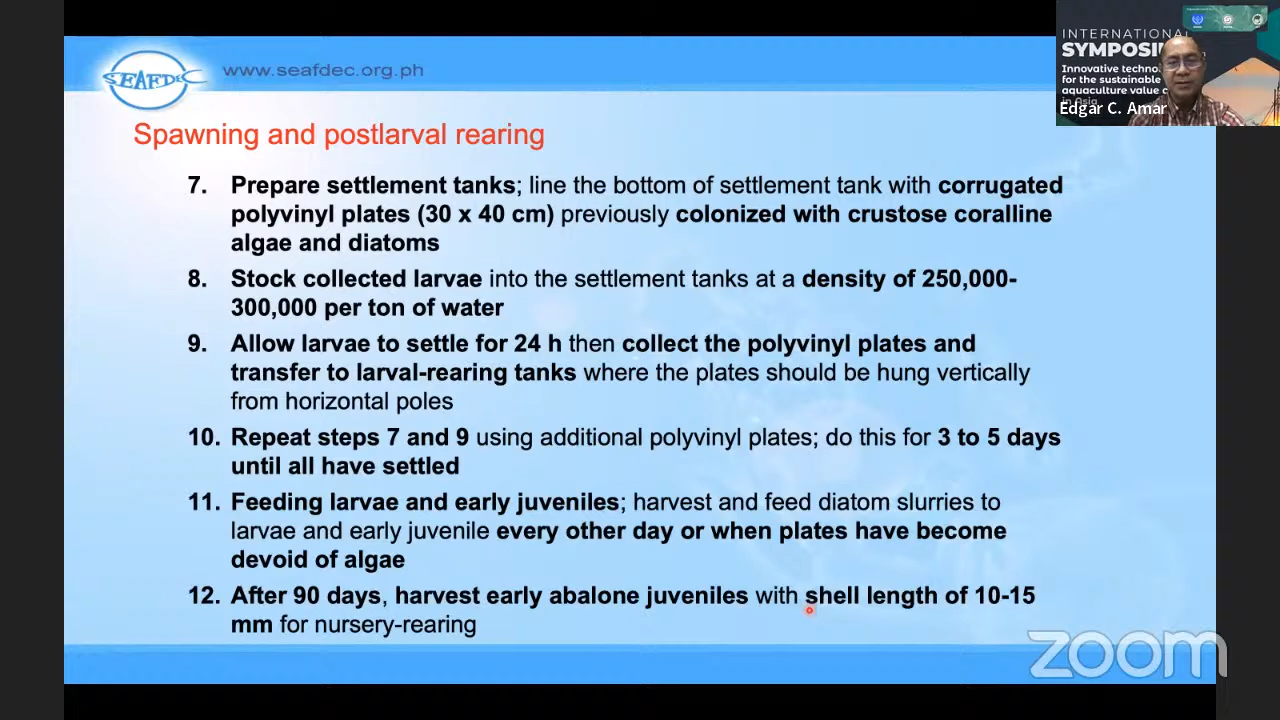 SEAFDEC
www.seafdec.org.ph
INTERNATIONAL
SYMPOSI
Innovative techno
for the sustainable
aquaculture value c
in Asia
Edgar C. Amar
Spawning and postlarval rearing
7. Prepare settlement tanks; line the bottom of settlement tank with corrugated
polyvinyl plates (30 x 40 cm) previously colonized with crustose coralline
algae and diatoms
8. Stock collected larvae into the settlement tanks at a density of 250,000-
300,000 per ton of water
9. Allow larvae to settle for 24 h then collect the polyvinyl plates and
transfer to larval-rearing tanks where the plates should be hung vertically
from horizontal poles
10. Repeat steps 7 and 9 using additional polyvinyl plates; do this for 3 to 5 days
until all have settled
11. Feeding larvae and early juveniles; harvest and feed diatom slurries to
larvae and early juvenile every other day or when plates have become
devoid of algae
12. After 90 days, harvest early abalone juveniles with shell length of 10-15
mm for nursery-rearing
zoom